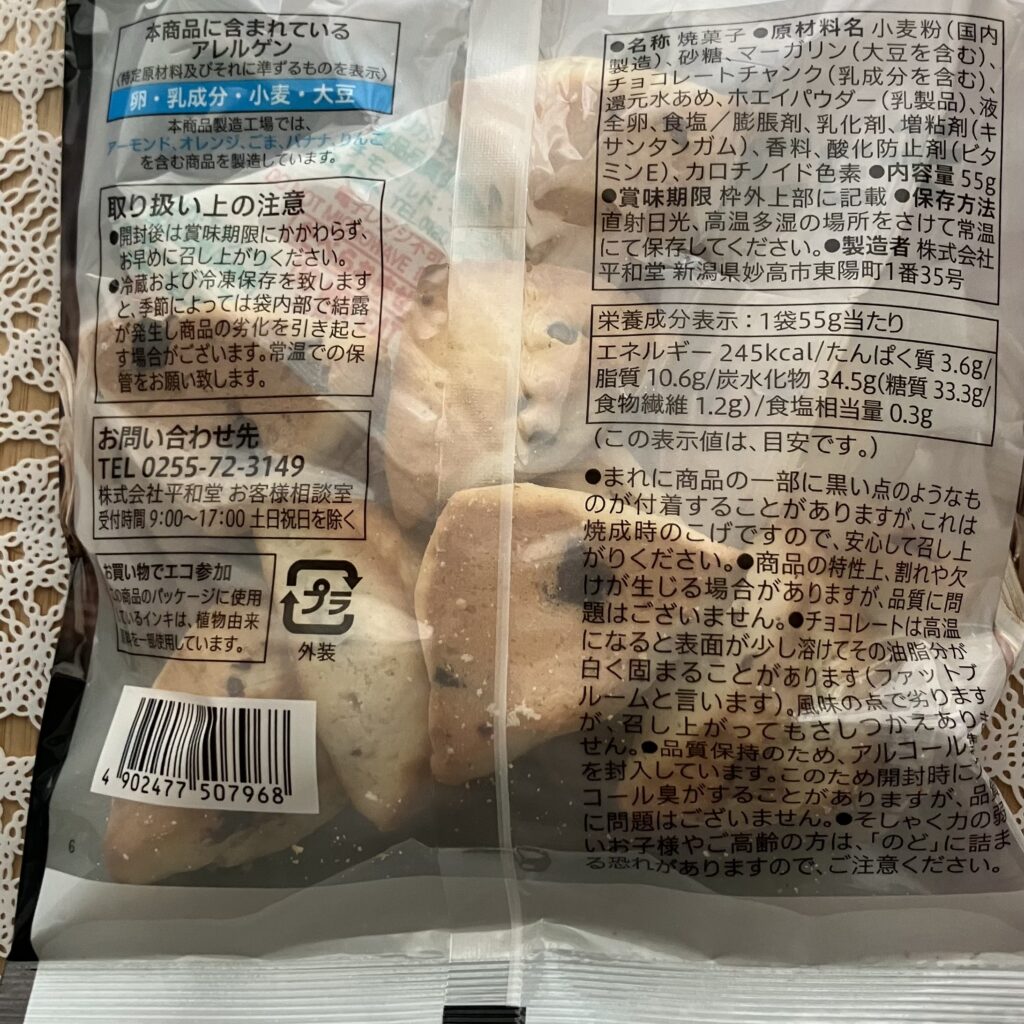 本商品に含まれている
アレルゲン
(特定原材料及びそれに準ずるものを表示)
卵・乳成分・小麦・大豆
本商品製造工場では、
アーモンド、オレンジ、ごま、バナナ、りんご
を含む商品を製造しています。
取り扱い上の注意
●開封後は賞味期限にかかわらず、
お早めに召し上がりください。
●冷蔵および冷凍保存を致します
と、季節によっては袋内部で結露
が発生し商品の劣化を引き起こ
す場合がございます。常温での保
管をお願い致します。
お問い合わせ先
TEL 0255-72-3149
株式会社平和堂 お客様相談室
受付時間 9:00〜17:00 土日祝日を除く
お買い物でエコ参加
の商品のパッケージに使用
ているインキは、植物由来
を一部使用しています。
プラ
外装
4 902477 507968
6
●名称 焼菓子 ●原材料名 小麦粉(国内
製造)、砂糖、マーガリン(大豆を含む)、
チョコレートチャンク(乳成分を含む)、
還元水あめ、ホエイパウダー(乳製品)、液
全卵、食塩／膨脹剤、乳化剤、増粘剤(キ
サンタンガム)、香料、酸化防止剤(ビタ
ミンE)、カロチノイド色素 ●内容量 55g
●賞味期限 枠外上部に記載 ●保存方法
直射日光、高温多湿の場所をさけて常温
にて保存してください。●製造者 株式会社
平和堂 新潟県妙高市東陽町1番35号
栄養成分表示：1袋55g当たり
エネルギー 245kcal/たんぱく質 3.6g/
脂質 10.6g/炭水化物 34.5g(糖質 33.3g/
食物繊維 1.2g)/食塩相当量 0.3g
(この表示値は、目安です。)
●まれに商品の一部に黒い点のようなも
のが付着することがありますが、これは
焼成時のこげですので、安心して召し上
がりください。●商品の特性上、割れや欠
けが生じる場合がありますが、品質に問
題はございません。●チョコレートは高温
になると表面が少し溶けてその油脂分が
白く固まることがあります(ファットブ
ルームと言います)。風味の点で劣ります
が、召し上がってもさしつかえあり
せん。●品質保持のため、アルコール
を封入しています。このため開封時に
コール臭がすることがありますが、品
に問題はございません。●そしゃく力の弱
いお子様やご高齢の方は、「のど」に詰ま
る恐れがありますので、ご注意ください。